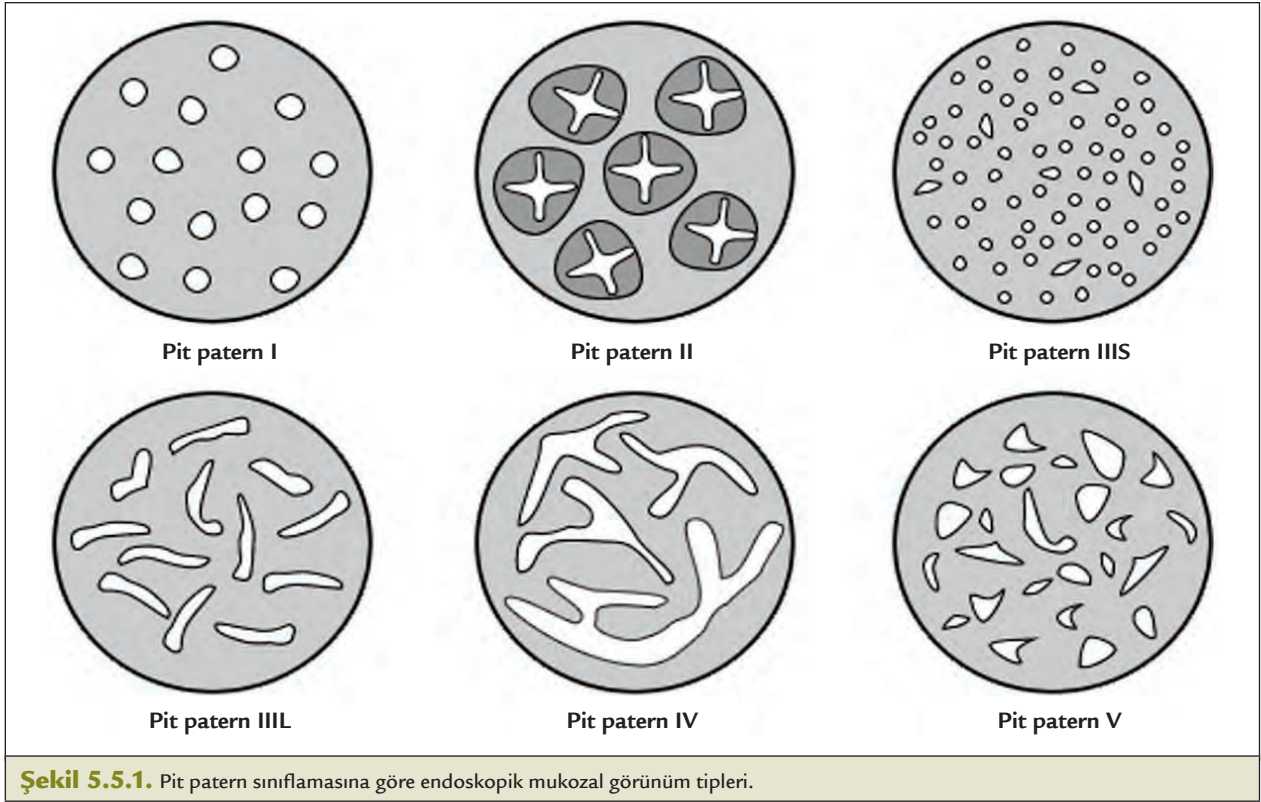 Pit patern I
Pit patern II
Pit patern IIIS
Pit patern IIIL
Pit patern IV
Pit patern V
Şekil 5.5.1. Pit patern sınıflamasına göre endoskopik mukozal görünüm tipleri.